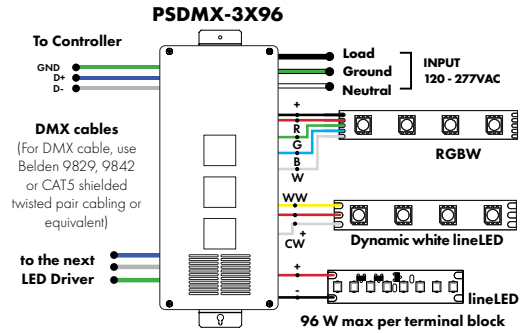 PSDMX-3X96
To Controller
GND
D+
D-
DMX cables
(For DMX cable, use
Belden 9829, 9842
or CAT5 shielded
twisted pair cabling or
equivalent)
to the next
LED Driver
Load
Ground
Neutral
INPUT
120 - 277VAC
+
R
G
B
W
RGBW
WW
+
CW
Dynamic white lineLED
+
-
lineLED
96 W max per terminal block